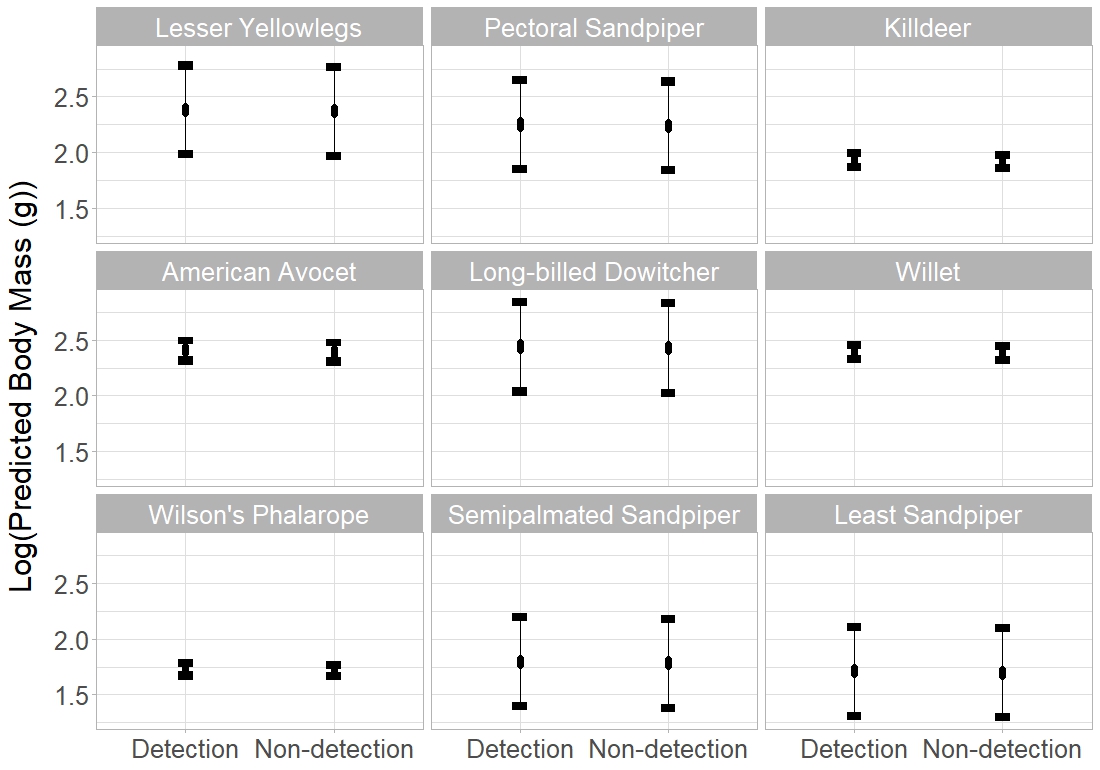 Lesser Yellowlegs
Pectoral Sandpiper
Killdeer
2.5
2.0
1.5
American Avocet
Long-billed Dowitcher
Willet
2.5
2.0
1.5
Wilson's Phalarope
Semipalmated Sandpiper
Least Sandpiper
2.5
2.0
1.5
Log(Predicted Body Mass (g))
Detection Non-detection
Detection Non-detection
Detection Non-detection